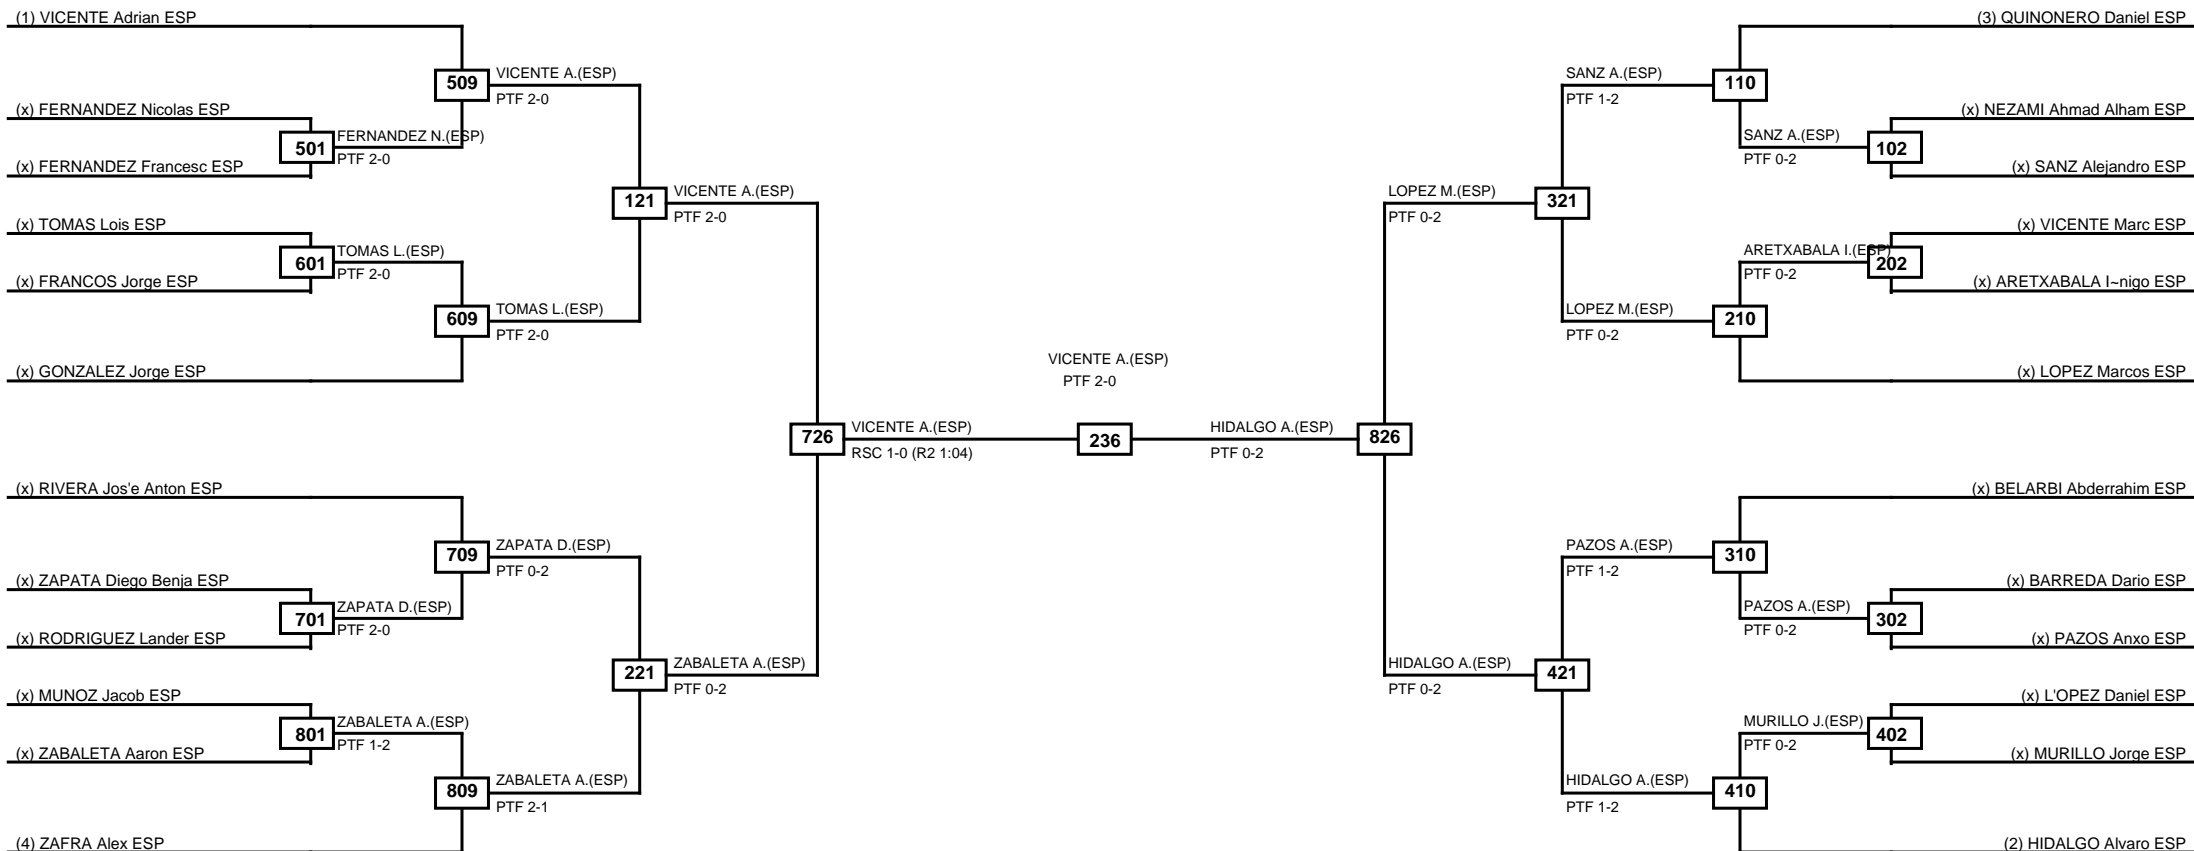 (1) VICENTE Adrian ESP
(x) FERNANDEZ Nicolas ESP
(x) FERNANDEZ Francesc ESP
(x) TOMAS Lois ESP
(x) FRANCOS Jorge ESP
(x) GONZALEZ Jorge ESP
(x) RIVERA Jos'e Anton ESP
(x) ZAPATA Diego Benja ESP
(x) RODRIGUEZ Lander ESP
(x) MUNOZ Jacob ESP
(x) ZABALETA Aaron ESP
(4) ZAFRA Alex ESP
501
FERNANDEZ N.(ESP)
PTF 2-0
601
TOMAS L.(ESP)
PTF 2-0
701
ZAPATA D.(ESP)
PTF 2-0
801
ZABALETA A.(ESP)
PTF 1-2
509
VICENTE A.(ESP)
PTF 2-0
609
TOMAS L.(ESP)
PTF 2-0
709
ZAPATA D.(ESP)
PTF 0-2
809
ZABALETA A.(ESP)
PTF 2-1
121
VICENTE A.(ESP)
PTF 2-0
221
ZABALETA A.(ESP)
PTF 0-2
726
VICENTE A.(ESP)
RSC 1-0 (R2 1:04)
VICENTE A.(ESP)
PTF 2-0
236
HIDALGO A.(ESP)
PTF 0-2
826
LOPEZ M.(ESP)
PTF 0-2
321
HIDALGO A.(ESP)
PTF 0-2
421
SANZ A.(ESP)
PTF 1-2
110
LOPEZ M.(ESP)
PTF 0-2
210
PAZOS A.(ESP)
PTF 1-2
310
HIDALGO A.(ESP)
PTF 1-2
410
SANZ A.(ESP)
PTF 0-2
102
ARETXABALA I.(ESP)
PTF 0-2
202
PAZOS A.(ESP)
PTF 0-2
302
MURILLO J.(ESP)
PTF 0-2
402
(3) QUINONERO Daniel ESP
(x) NEZAMI Ahmad Alham ESP
(x) SANZ Alejandro ESP
(x) VICENTE Marc ESP
(x) ARETXABALA I~nigo ESP
(x) LOPEZ Marcos ESP
(x) BELARBI Abderrahim ESP
(x) BARREDA Dario ESP
(x) PAZOS Anxo ESP
(x) L'OPEZ Daniel ESP
(x) MURILLO Jorge ESP
(2) HIDALGO Alvaro ESP